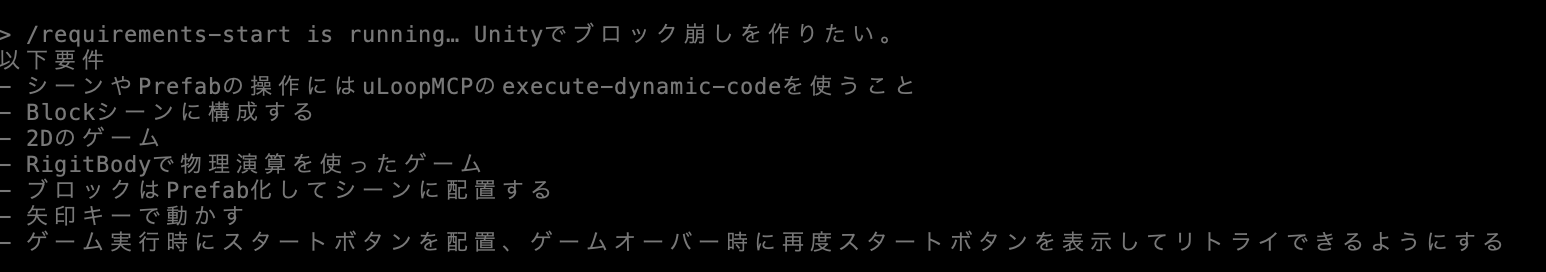 > /requirements-start is running… Unityでブロック崩しを作りたい。
以下要件
- シーンやPrefabの操作にはuLoopMCPのexecute-dynamic-codeを使うこと
- Blockシーンに構成する
- 2Dのゲーム
- RigitBodyで物理演算を使ったゲーム
- ブロックはPrefab化してシーンに配置する
- 矢印キーで動かす
- ゲーム実行時にスタートボタンを配置、ゲームオーバー時に再度スタートボタンを表示してリトライできるようにする